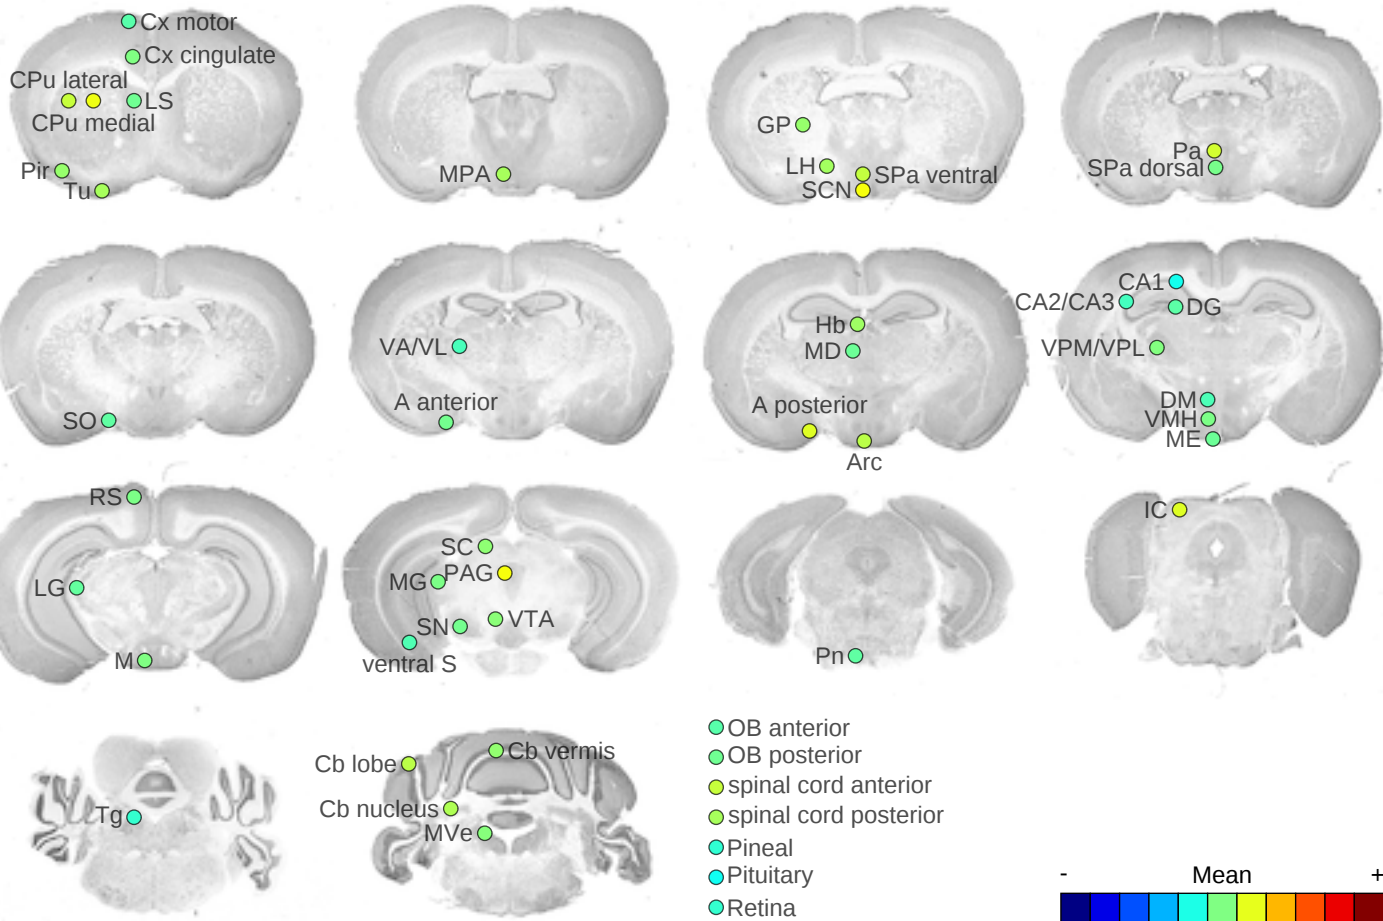 Cx motor
Cx cingulate
CPu lateral
LS
CPu medial
Pir
Tu
MPA
GP
LH
SPa ventral
SCN
Pa
SPa dorsal
SO
VA/VL
A anterior
Hb
MD
A posterior
Arc
CA1
CA2/CA3
DG
VPM/VPL
DM
VMH
ME
RS
LG
M
SC
PAG
MG
VTA
SN
ventral S
Pn
IC
Tg
Cb lobe
Cb vermis
Cb nucleus
MVe
OB anterior
OB posterior
spinal cord anterior
spinal cord posterior
Pineal
Pituitary
Retina
- Mean +